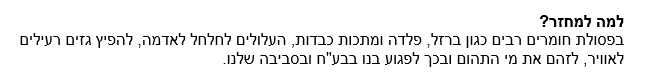 למה למחזר?
בפסולת חומרים רבים כגון ברזל, פלדה ומתכות כבדות, העלולים לחלחל לאדמה, להפיץ גזים רעילים
לאוויר, לזהם את מי התהום ובכך לפגוע בנו בבע"ח ובסביבה שלנו.